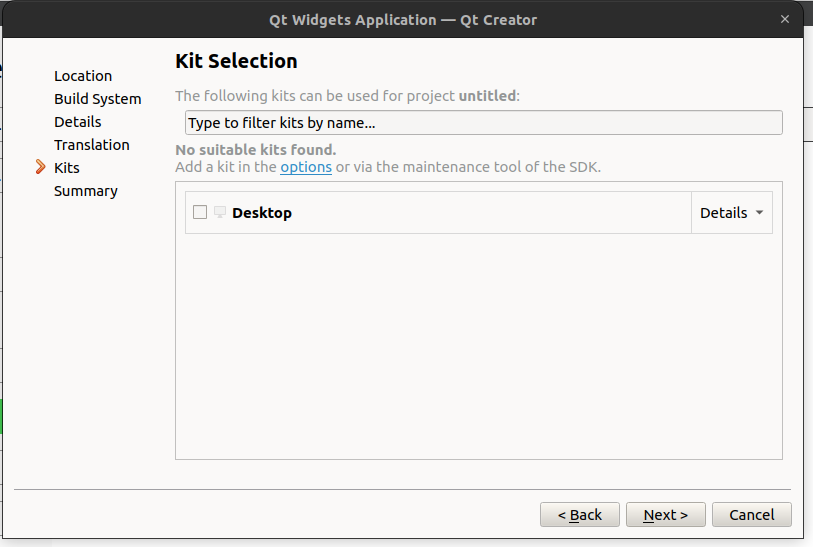 Qt Widgets Application — Qt Creator
Location
Build System
Details
Translation
Kits
Summary
Kit Selection
The following kits can be used for project untitled:
Type to filter kits by name...
No suitable kits found.
Add a kit in the options or via the maintenance tool of the SDK.
Desktop
Details
< Back
Next >
Cancel